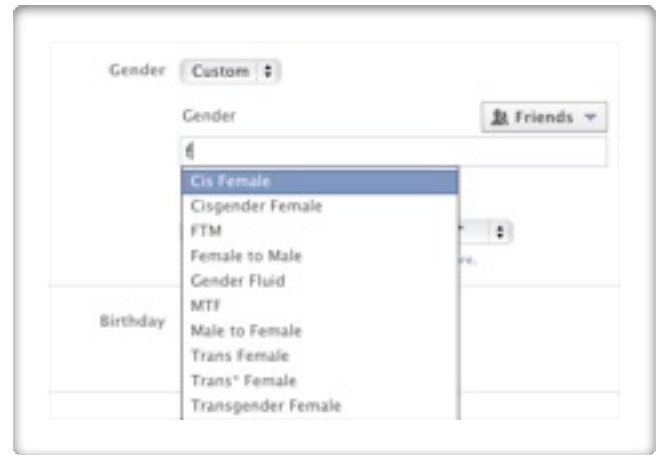 Gender Custom
Gender Friends
f
Cis Female
Cisgender Female
FTM
Female to Male
Gender Fluid
MTF
Birthday
Male to Female
Trans Female
Trans* Female
Transgender Female